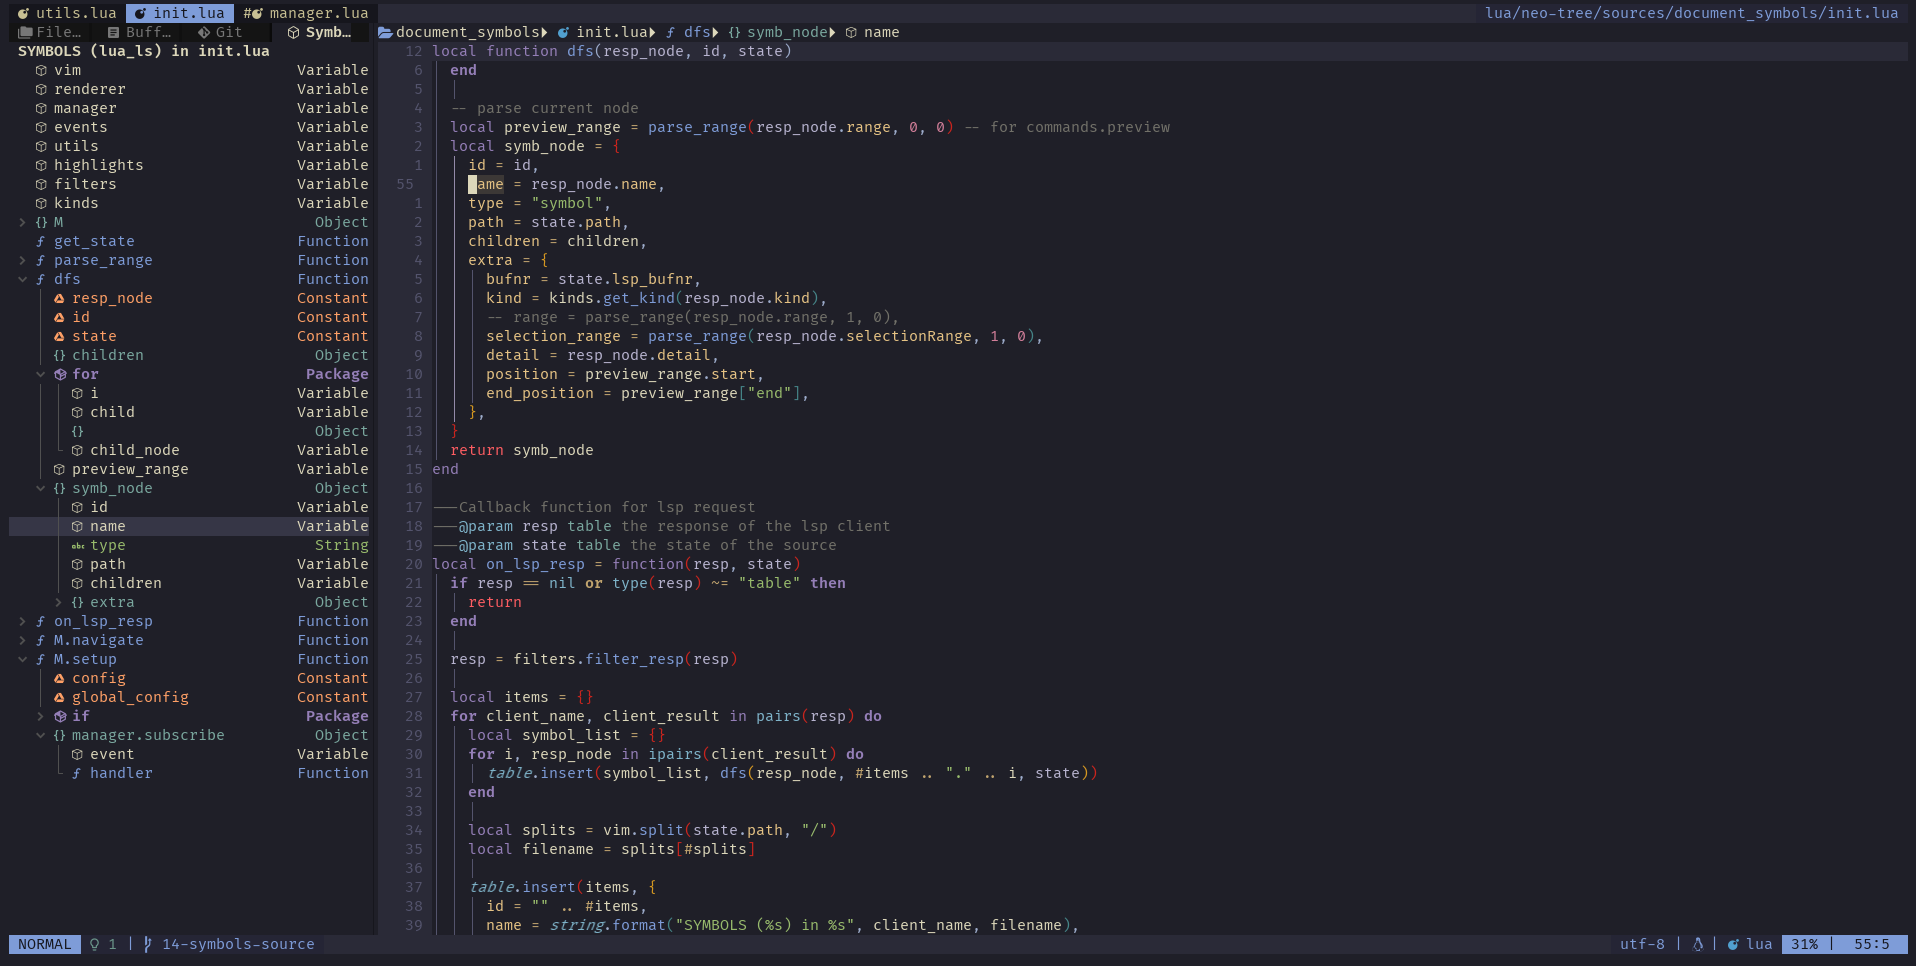 utils.lua init.lua #manager.lua lua/neo-tree/sources/document_symbols/init.lua
File… Buff… Git Symb… document_symbols init.lua ƒ dfs {} symb_node name
SYMBOLS (lua_ls) in init.lua
vim Variable
renderer Variable
manager Variable
events Variable
utils Variable
highlights Variable
filters Variable
kinds Variable
{} M Object
ƒ get_state Function
ƒ parse_range Function
ƒ dfs Function
resp_node Constant
id Constant
state Constant
{} children Object
for Package
i Variable
child Variable
{} Object
child_node Variable
preview_range Variable
{} symb_node Object
id Variable
name Variable
abc type String
path Variable
children Variable
{} extra Object
ƒ on_lsp_resp Function
ƒ M.navigate Function
ƒ M.setup Function
config Constant
global_config Constant
if Package
{} manager.subscribe Object
event Variable
ƒ handler Function
12 local function dfs(resp_node, id, state)
6 end
5
4 -- parse current node
3 local preview_range = parse_range(resp_node.range, 0, 0) -- for commands.preview
2 local symb_node = {
1 id = id,
55 name = resp_node.name,
1 type = "symbol",
2 path = state.path,
3 children = children,
4 extra = {
5 bufnr = state.lsp_bufnr,
6 kind = kinds.get_kind(resp_node.kind),
7 -- range = parse_range(resp_node.range, 1, 0),
8 selection_range = parse_range(resp_node.selectionRange, 1, 0),
9 detail = resp_node.detail,
10 position = preview_range.start,
11 end_position = preview_range["end"],
12 },
13 }
14 return symb_node
15 end
16
17 ---Callback function for lsp request
18 ---@param resp table the response of the lsp client
19 ---@param state table the state of the source
20 local on_lsp_resp = function(resp, state)
21 if resp == nil or type(resp) ~= "table" then
22 return
23 end
24
25 resp = filters.filter_resp(resp)
26
27 local items = {}
28 for client_name, client_result in pairs(resp) do
29 local symbol_list = {}
30 for i, resp_node in ipairs(client_result) do
31 table.insert(symbol_list, dfs(resp_node, #items .. "." .. i, state))
32 end
33
34 local splits = vim.split(state.path, "/")
35 local filename = splits[#splits]
36
37 table.insert(items, {
38 id = "" .. #items,
39 name = string.format("SYMBOLS (%s) in %s", client_name, filename),
NORMAL 1 | 14-symbols-source utf-8 | | lua 31% | 55:5